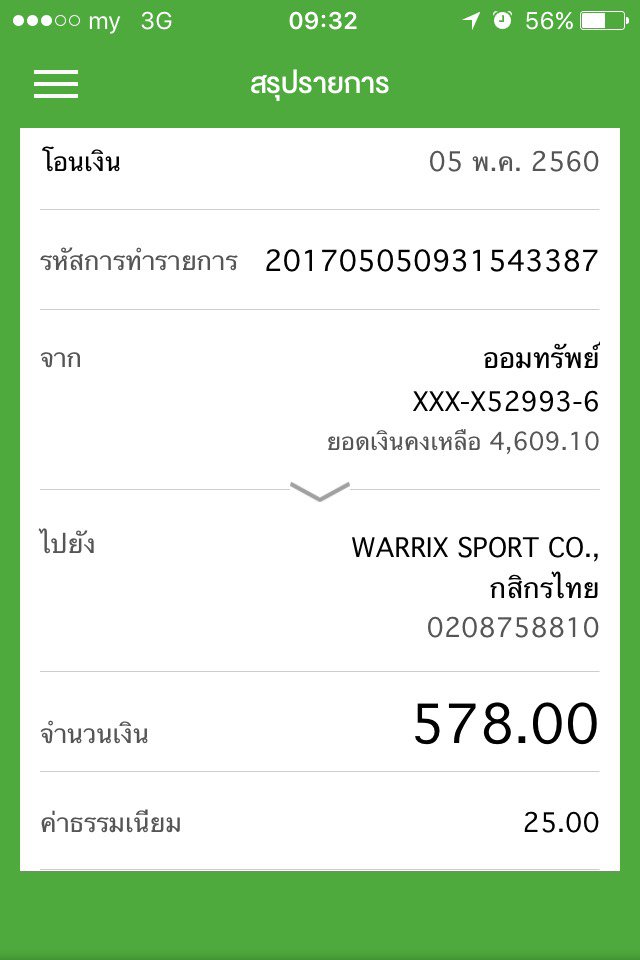 my 3G 09:32 56%
สรุปรายการ
โอนเงิน 05 พ.ค. 2560
รหัสการทำรายการ 201705050931543387
จาก ออมทรัพย์
XXX-X52993-6
ยอดเงินคงเหลือ 4,609.10
ไปยัง WARRIX SPORT CO.,
กสิกรไทย
0208758810
จำนวนเงิน 578.00
ค่าธรรมเนียม 25.00